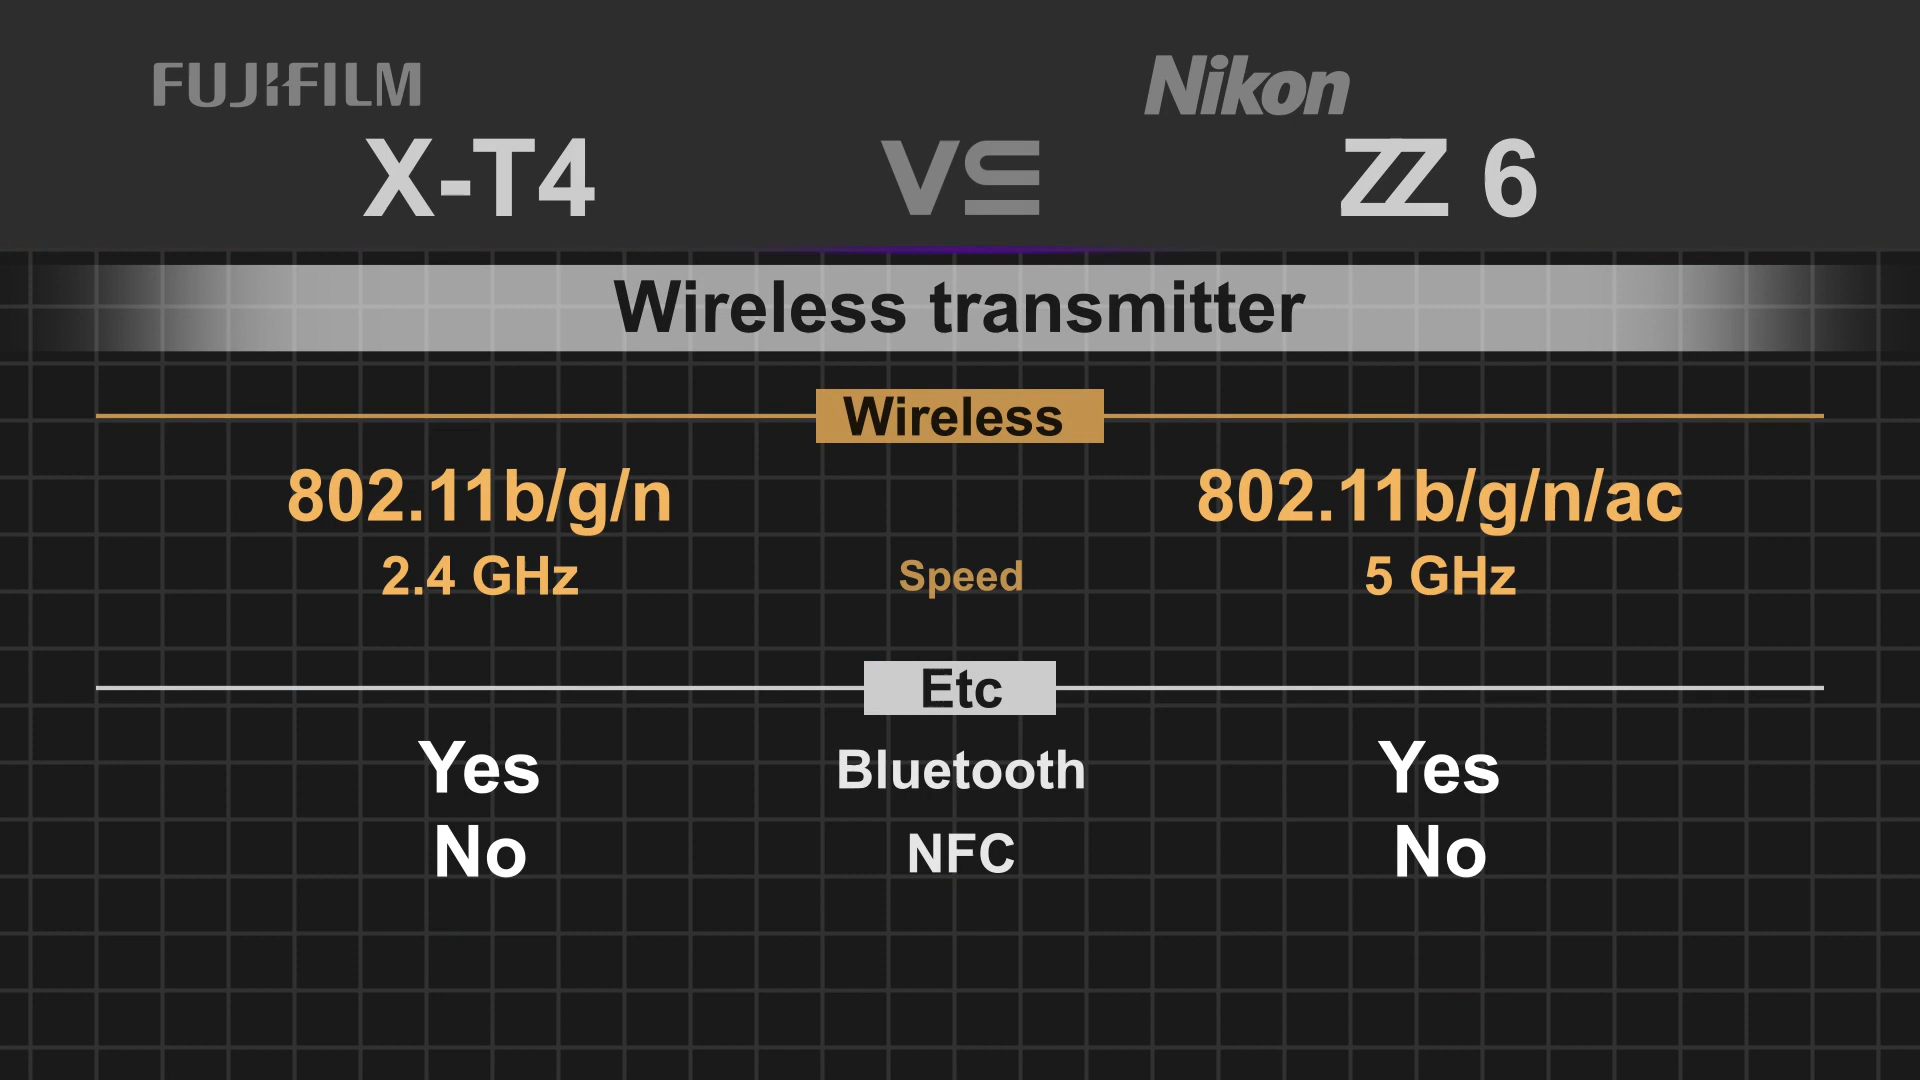 FUJIFILM
X-T4
VS
Nikon
ZZ 6
Wireless transmitter
Wireless
802.11b/g/n
802.11b/g/n/ac
2.4 GHz
Speed
5 GHz
Etc
Yes
Bluetooth
Yes
No
NFC
No